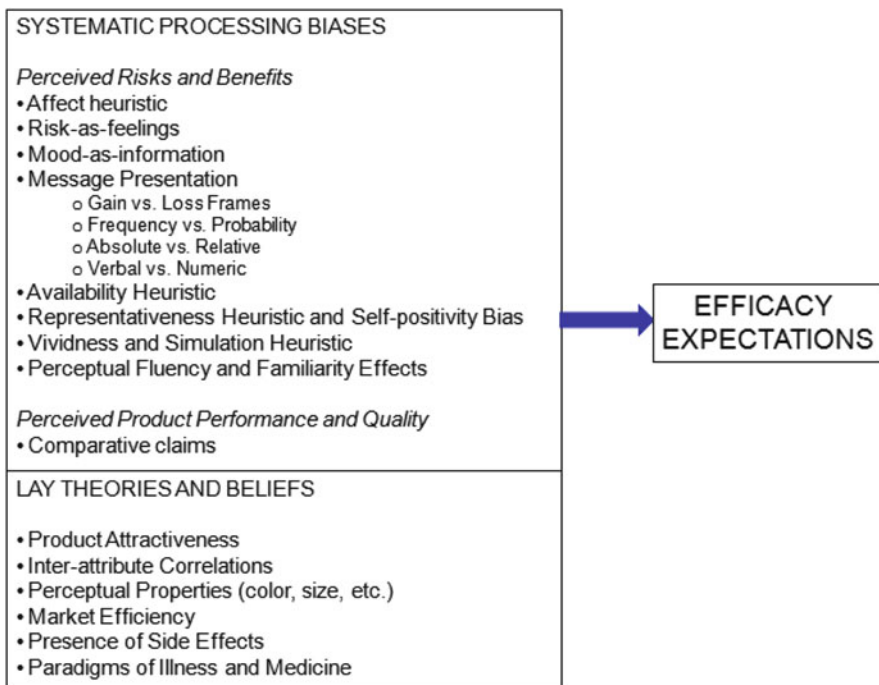 SYSTEMATIC PROCESSING BIASES
Perceived Risks and Benefits
• Affect heuristic
• Risk-as-feelings
• Mood-as-information
• Message Presentation
o Gain vs. Loss Frames
o Frequency vs. Probability
o Absolute vs. Relative
o Verbal vs. Numeric
• Availability Heuristic
• Representativeness Heuristic and Self-positivity Bias
• Vividness and Simulation Heuristic
• Perceptual Fluency and Familiarity Effects
Perceived Product Performance and Quality
• Comparative claims
LAY THEORIES AND BELIEFS
• Product Attractiveness
• Inter-attribute Correlations
• Perceptual Properties (color, size, etc.)
• Market Efficiency
• Presence of Side Effects
• Paradigms of Illness and Medicine
EFFICACY
EXPECTATIONS